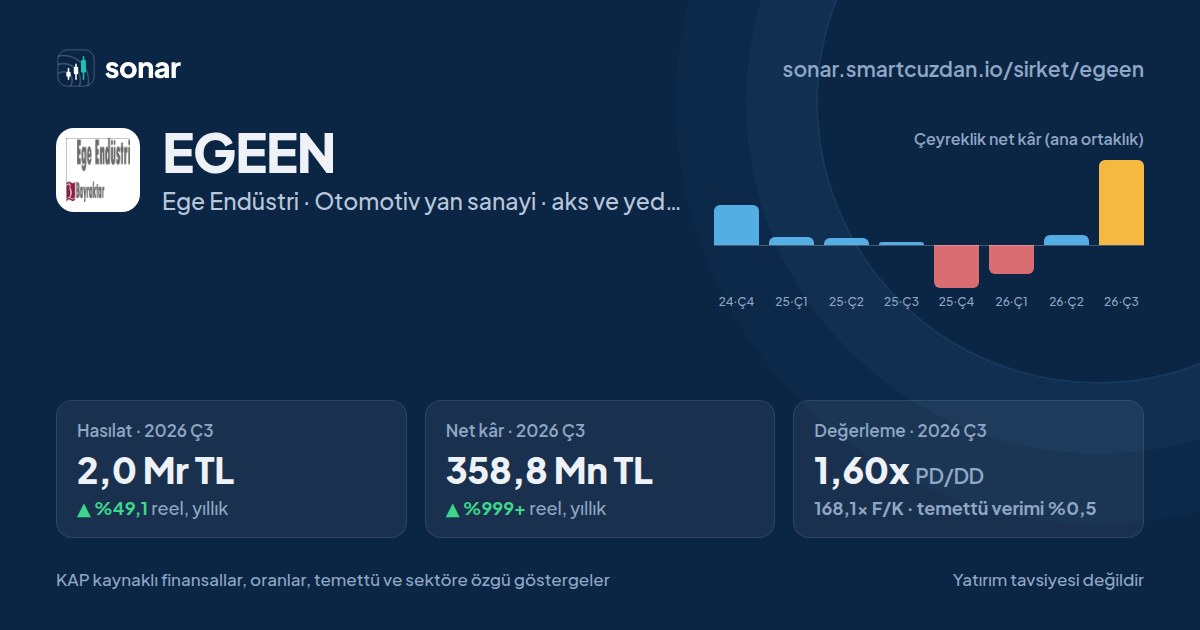 sonar
sonar.smartcuzdan.io/sirket/egeen
Ege Endüstri
Bayraktar
EGEEN
Ege Endüstri · Otomotiv yan sanayi · aks ve yed…
Çeyreklik net kâr (ana ortaklık)
24·Ç4 25·Ç1 25·Ç2 25·Ç3 25·Ç4 26·Ç1 26·Ç2 26·Ç3
Hasılat · 2026 Ç3
2,0 Mr TL
▲ %49,1 reel, yıllık
Net kâr · 2026 Ç3
358,8 Mn TL
▲ %999+ reel, yıllık
Değerleme · 2026 Ç3
1,60x PD/DD
168,1× F/K · temettü verimi %0,5
KAP kaynaklı finansallar, oranlar, temettü ve sektöre özgü göstergeler
Yatırım tavsiyesi değildir